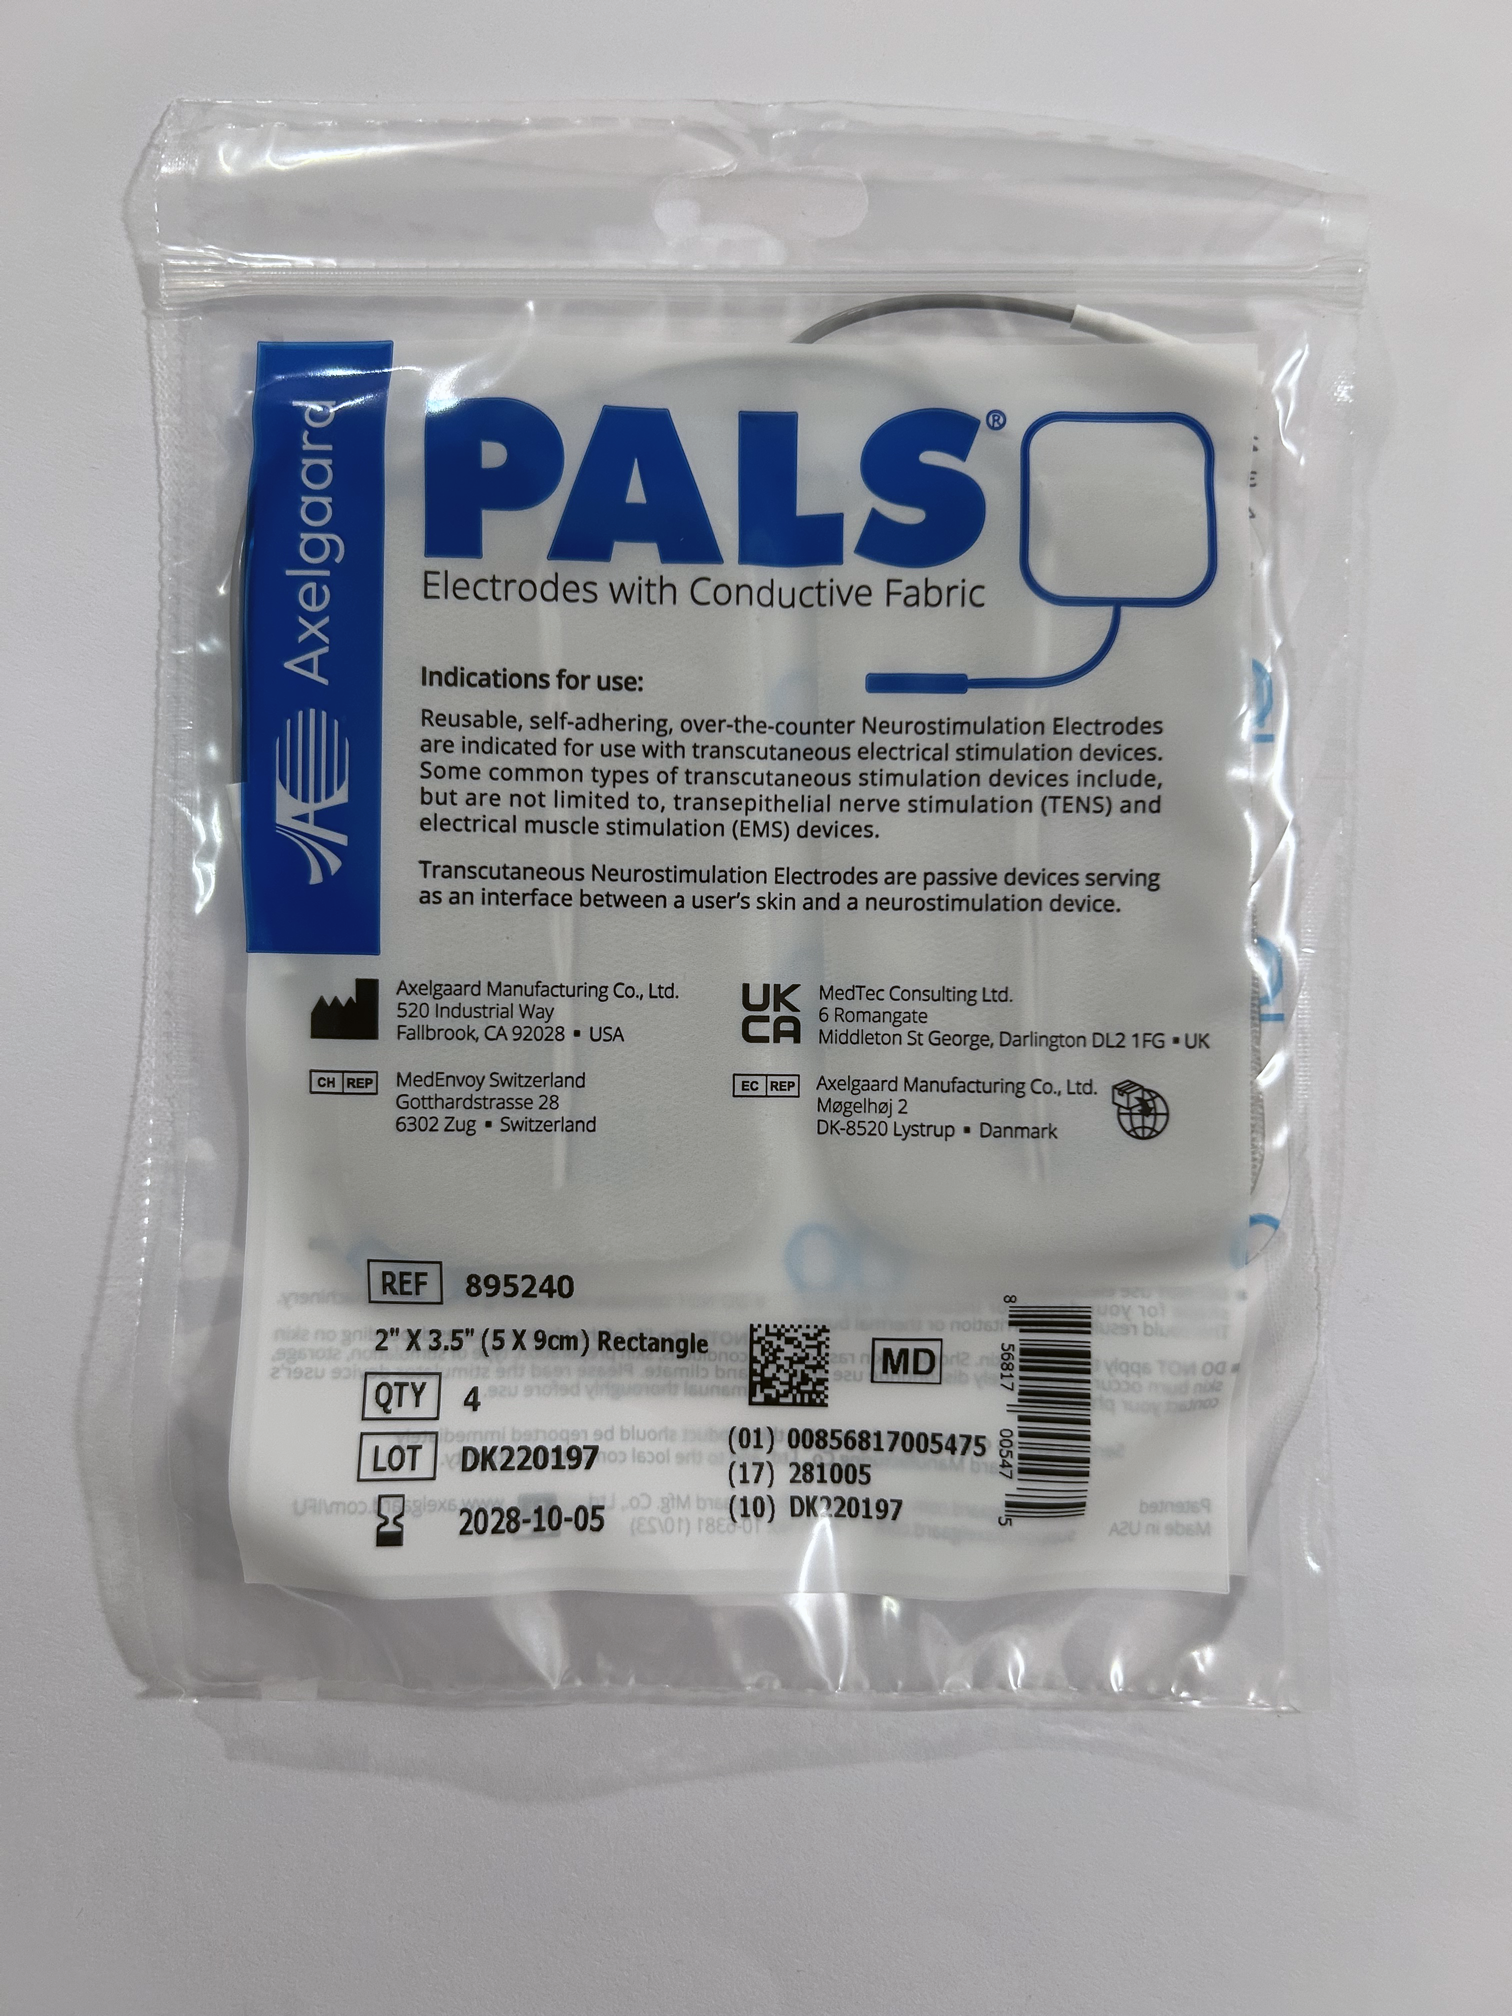 Axelgaard
PALS®
Electrodes with Conductive Fabric
Indications for use:
Reusable, self-adhering, over-the-counter Neurostimulation Electrodes
are indicated for use with transcutaneous electrical stimulation devices.
Some common types of transcutaneous stimulation devices include,
but are not limited to, transepithelial nerve stimulation (TENS) and
electrical muscle stimulation (EMS) devices.
Transcutaneous Neurostimulation Electrodes are passive devices serving
as an interface between a user's skin and a neurostimulation device.
Axelgaard Manufacturing Co., Ltd.
520 Industrial Way
Fallbrook, CA 92028 ▪ USA
UK
CA
MedTec Consulting Ltd.
6 Romangate
Middleton St George, Darlington DL2 1FG ▪ UK
CH REP
MedEnvoy Switzerland
Gotthardstrasse 28
6302 Zug ▪ Switzerland
EC REP
Axelgaard Manufacturing Co., Ltd.
Møgelhøj 2
DK-8520 Lystrup ▪ Danmark
REF 895240
2" X 3.5" (5 X 9cm) Rectangle
QTY 4
LOT DK220197
2028-10-05
MD
(01) 00856817005475
(17) 281005
(10) DK220197
8 56817 00547 5
Patented
Made in USA